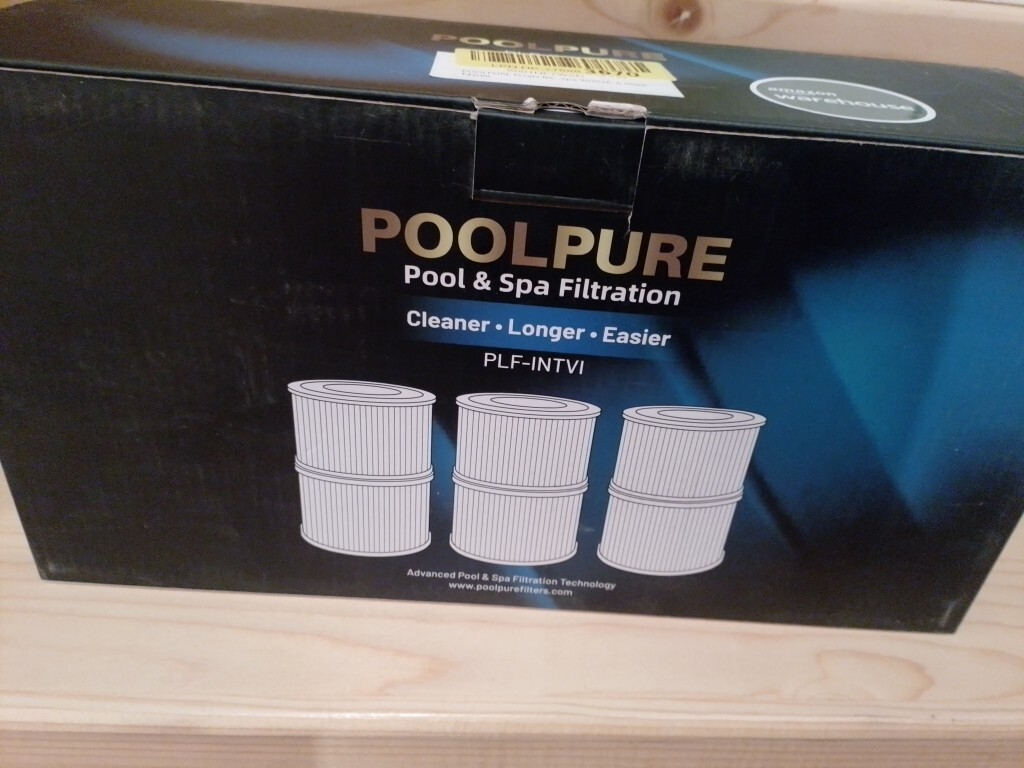 POOLPURE
amazon
warehouse
POOLPURE
Pool & Spa Filtration
Cleaner • Longer • Easier
PLF-INTVI
Advanced Pool & Spa Filtration Technology
www.poolpurefilters.com